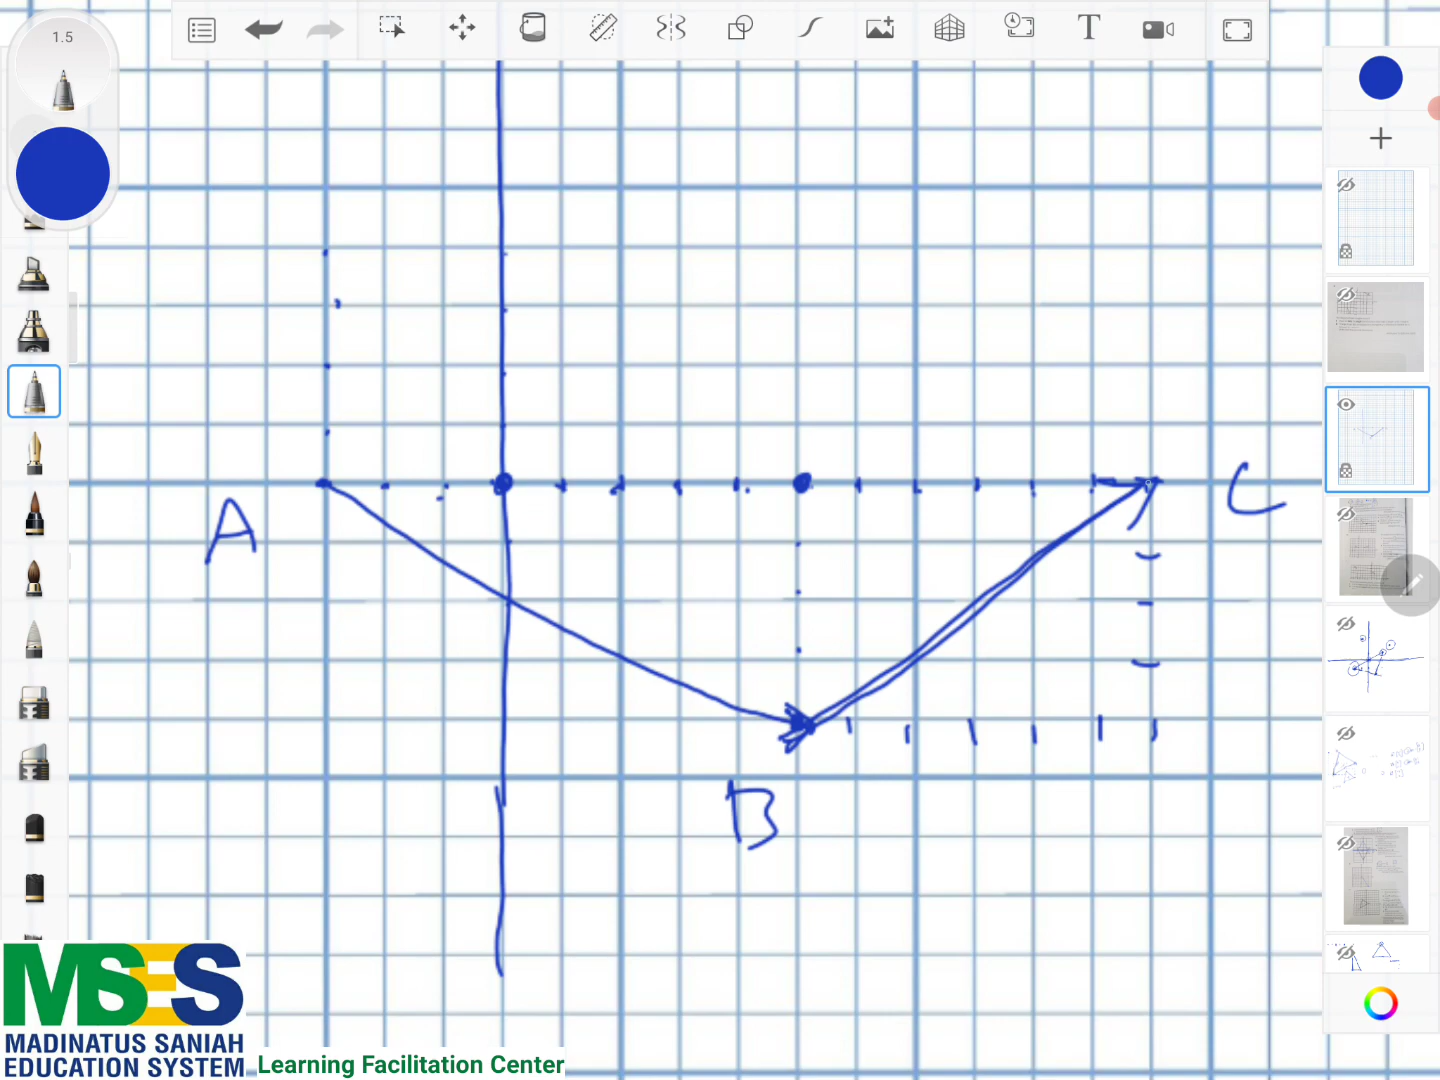 1.5
T
A
C
B
MSES
MADINATUS SANIAH
EDUCATION SYSTEM
Learning Facilitation Center